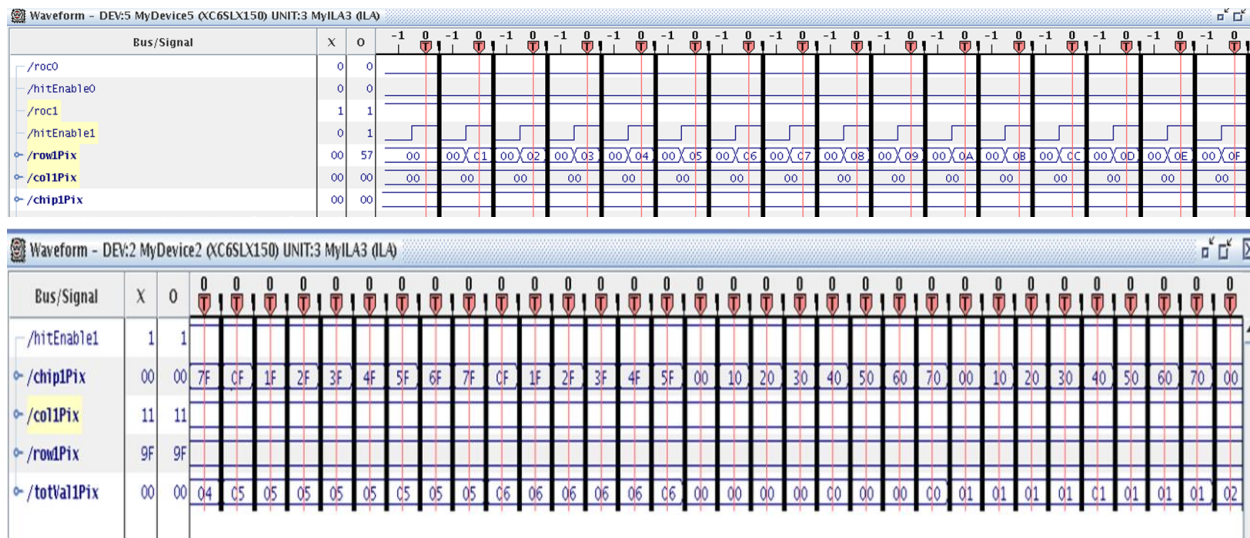 Waveform - DEV:5 MyDevice5 (XC6SLX150) UNIT:3 MyILA3 (ILA)
Bus/Signal X O -1 0 -1 0 -1 0 -1 0 -1 0 -1 0 -1 0 -1 0 -1 0 -1 0 -1 0 -1 0 -1 0 -1 0 -1 0 -1 0
/roc0 0 0
/hitEnable0 0 0
/roc1 1 1
/hitEnable1 0 1
/row1Pix 00 57 00 00 01 00 02 00 03 00 04 00 05 00 06 00 07 00 08 00 09 00 0A 00 0B 00 0C 00 0D 00 0E 00 0F
/col1Pix 00 00 00 00 00 00 00 00 00 00 00 00 00 00 00 00 00 00
/chip1Pix 00 00
Waveform - DEV:2 MyDevice2 (XC6SLX150) UNIT:3 MyILA3 (ILA)
Bus/Signal X O 0 0 0 0 0 0 0 0 0 0 0 0 0 0 0 0 0 0 0 0 0 0 0 0 0 0 0 0 0 0 0 0
/hitEnable1 1 1
/chip1Pix 00 00 7F 0F 1F 2F 3F 4F 5F 6F 7F 0F 1F 2F 3F 4F 5F 00 10 20 30 40 50 60 70 00 10 20 30 40 50 60 70 00
/col1Pix 11 11
/row1Pix 9F 9F
/totVal1Pix 00 00 04 05 05 05 05 05 05 05 05 06 06 06 06 06 06 00 00 00 00 00 00 00 00 01 01 01 01 01 01 01 01 02